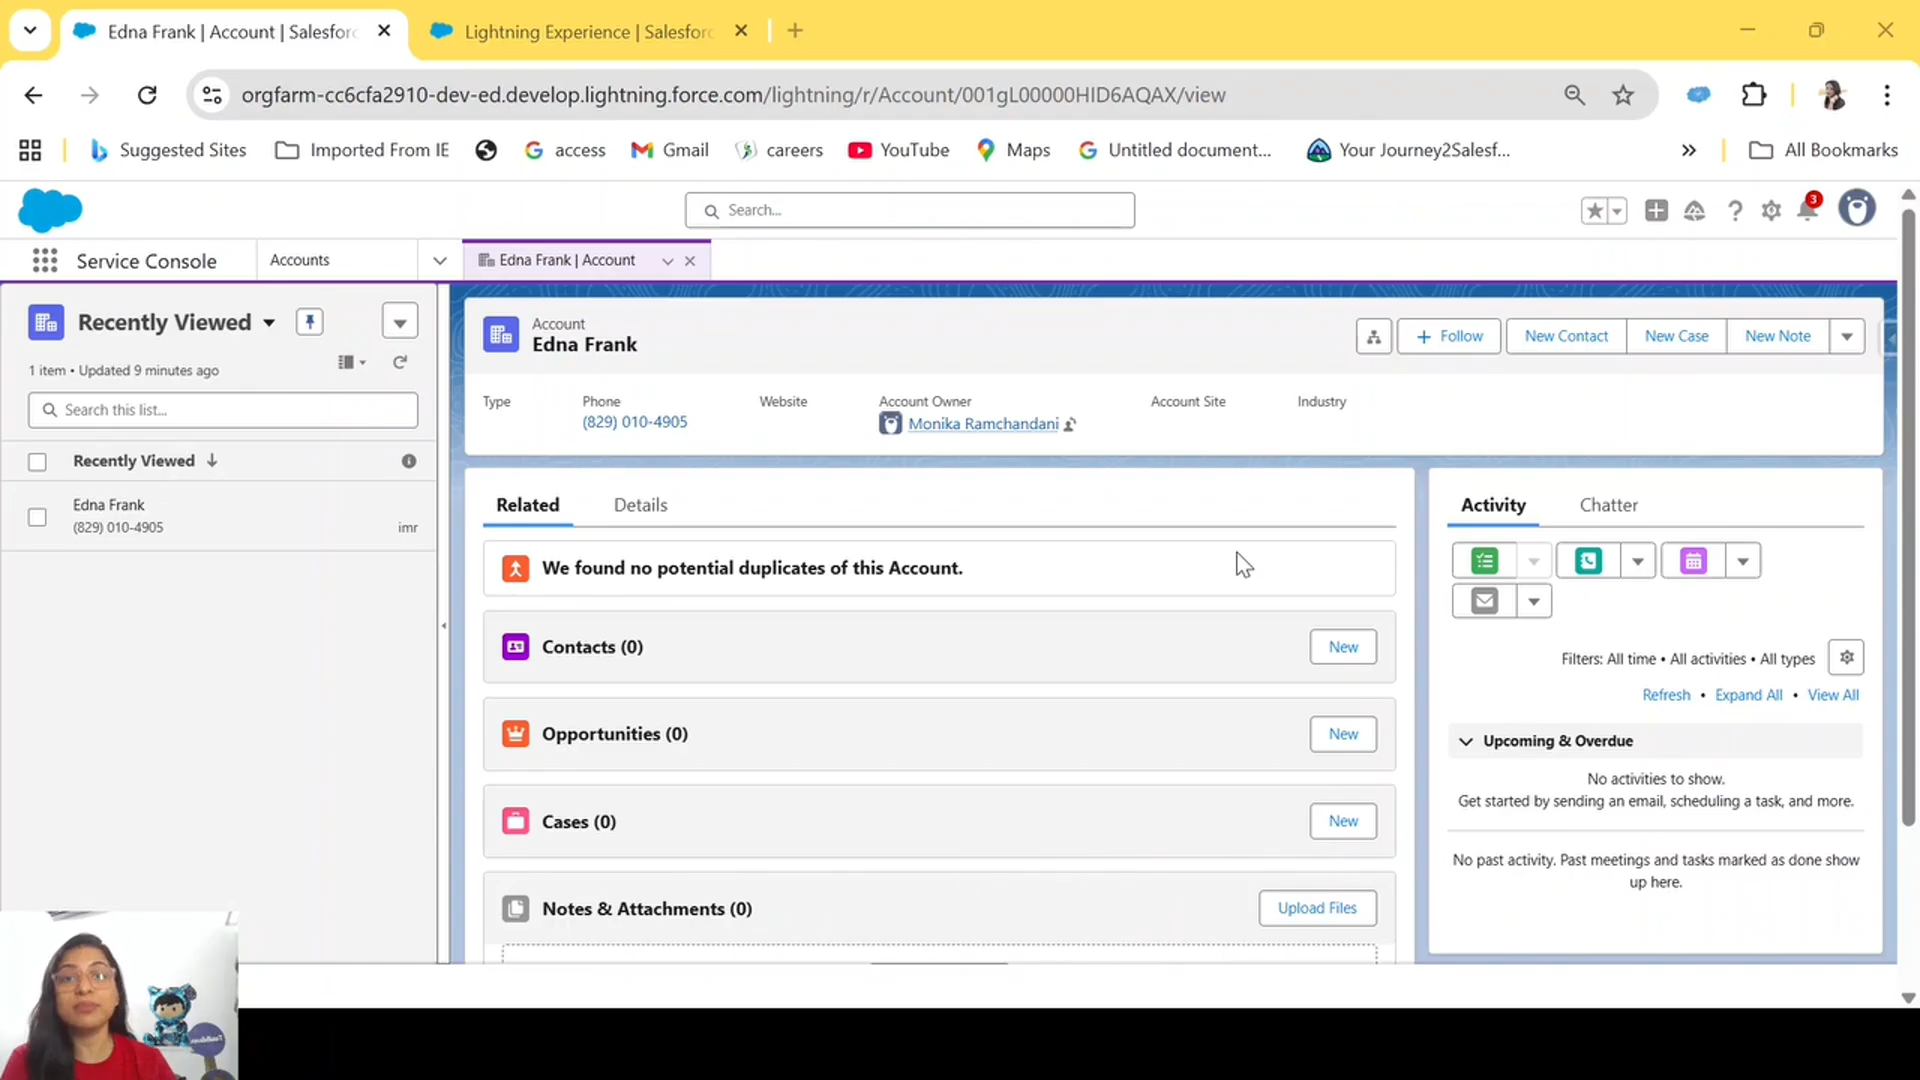 Edna Frank | Account | Salesforc
Lightning Experience | Salesforc
orgfarm-cc6cfa2910-dev-ed.develop.lightning.force.com/lightning/r/Account/001gL00000HID6AQAX/view
Suggested Sites
Imported From IE
access
Gmail
careers
YouTube
Maps
Untitled document...
Your Journey2Salesf...
»
All Bookmarks
Search...
3
Service Console
Accounts
Edna Frank | Account
Recently Viewed
1 item • Updated 9 minutes ago
Search this list...
Recently Viewed
Edna Frank
(829) 010-4905
imr
Account
Edna Frank
+ Follow
New Contact
New Case
New Note
Type
Phone
(829) 010-4905
Website
Account Owner
Monika Ramchandani
Account Site
Industry
Related
Details
We found no potential duplicates of this Account.
Contacts (0)
New
Opportunities (0)
New
Cases (0)
New
Notes & Attachments (0)
Upload Files
Activity
Chatter
Filters: All time • All activities • All types
Refresh • Expand All • View All
Upcoming & Overdue
No activities to show.
Get started by sending an email, scheduling a task, and more.
No past activity. Past meetings and tasks marked as done show
up here.